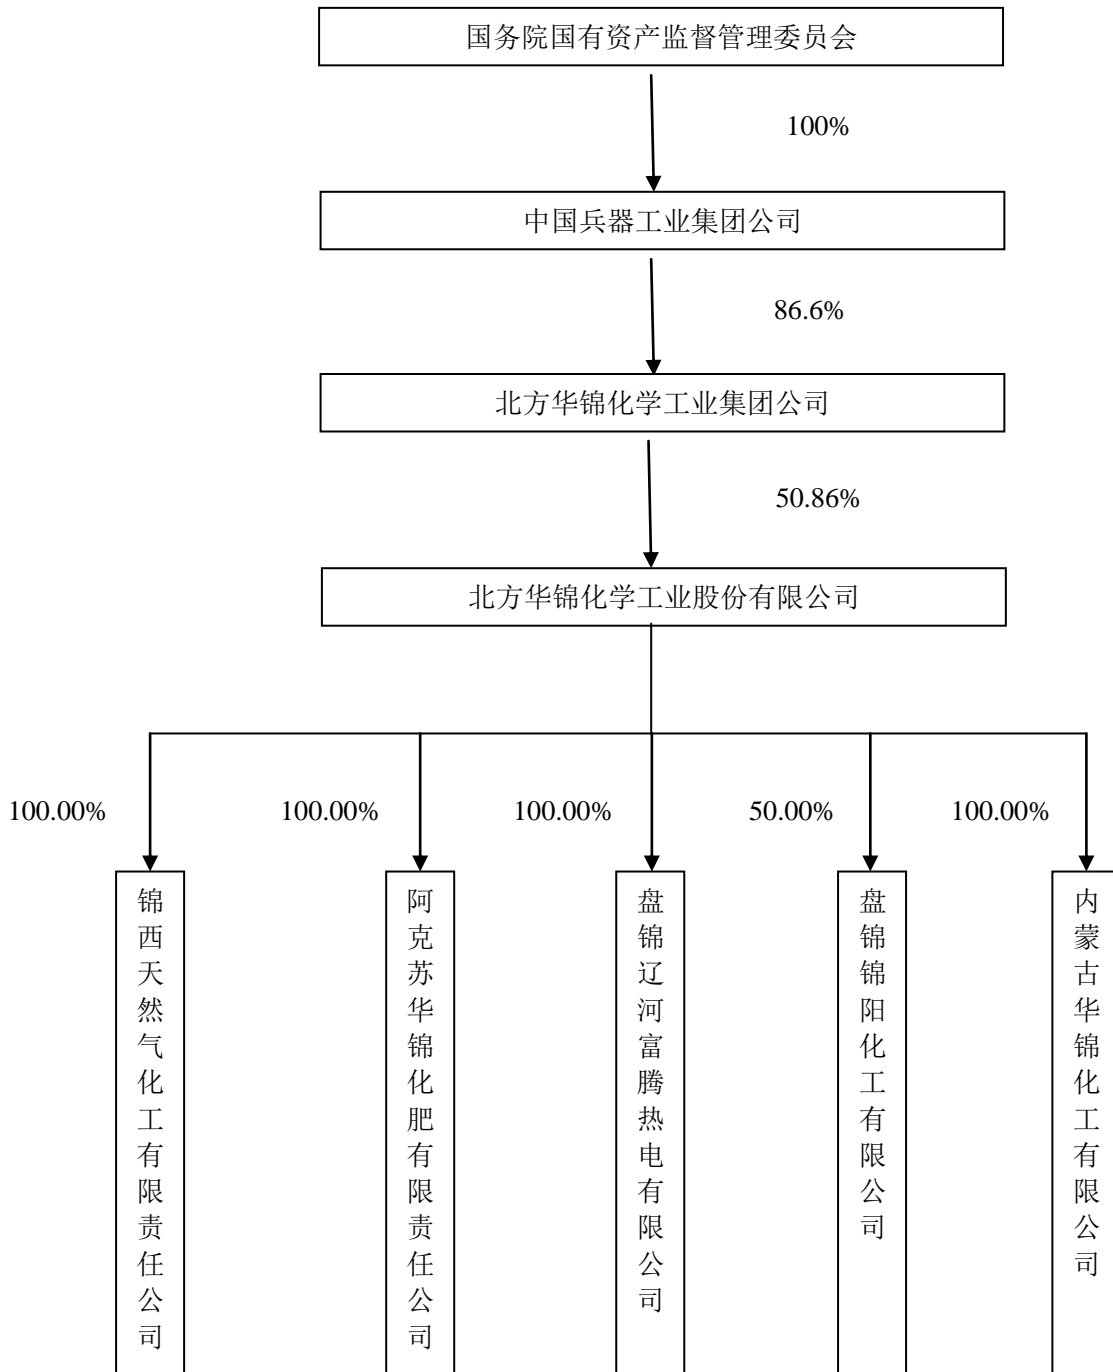 国务院国有资产监督管理委员会
100%
中国兵器工业集团公司
86.6%
北方华锦化学工业集团公司
50.86%
北方华锦化学工业股份有限公司
100.00%
100.00%
100.00%
50.00%
100.00%
锦西天然气化工有限责任公司
阿克苏华锦化肥有限责任公司
盘锦辽河富腾热电有限公司
盘锦锦阳化工有限公司
内蒙古华锦化工有限公司